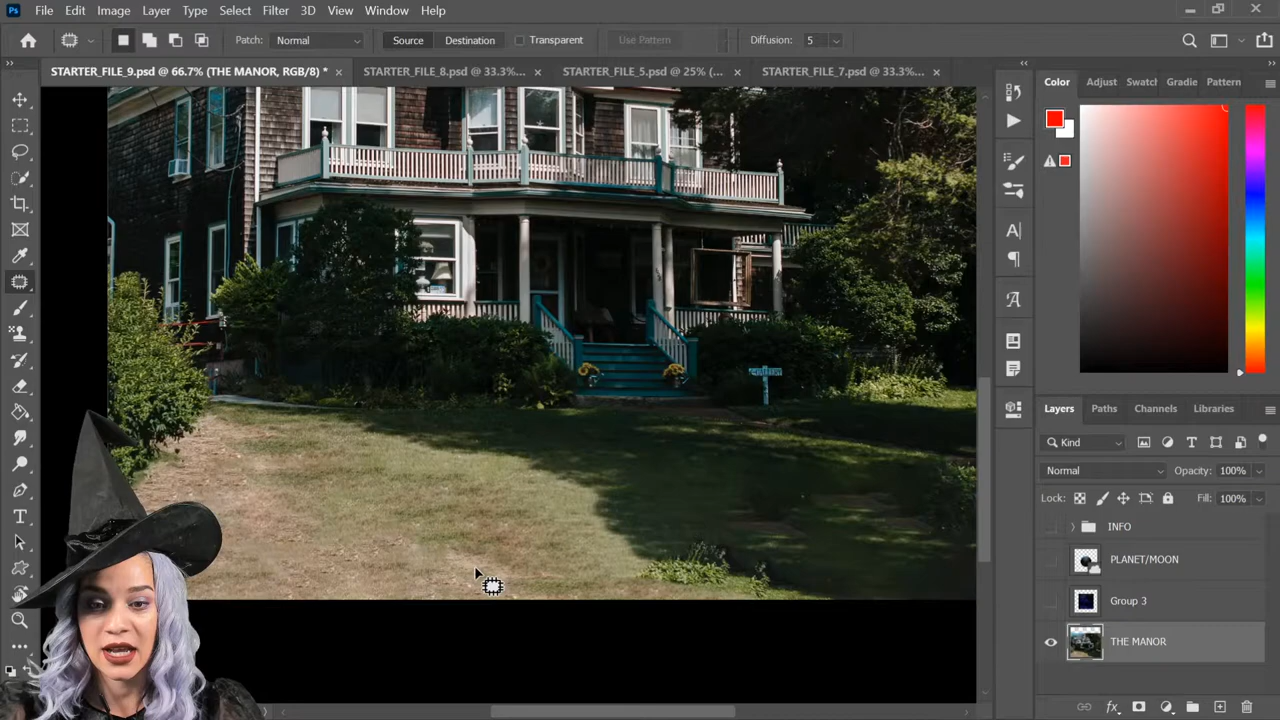 Ps File Edit Image Layer Type Select Filter 3D View Window Help
Patch: Normal Source Destination Transparent Use Pattern Diffusion: 5
STARTER_FILE_9.psd @ 66.7% (THE MANOR, RGB/8) * STARTER_FILE_8.psd @ 33.3%... STARTER_FILE_5.psd @ 25% (... STARTER_FILE_7.psd @ 33.3%...
Color Adjust Swatch Gradie Pattern
Layers Paths Channels Libraries
Kind
Normal Opacity: 100%
Lock: Fill: 100%
INFO
PLANET/MOON
Group 3
THE MANOR